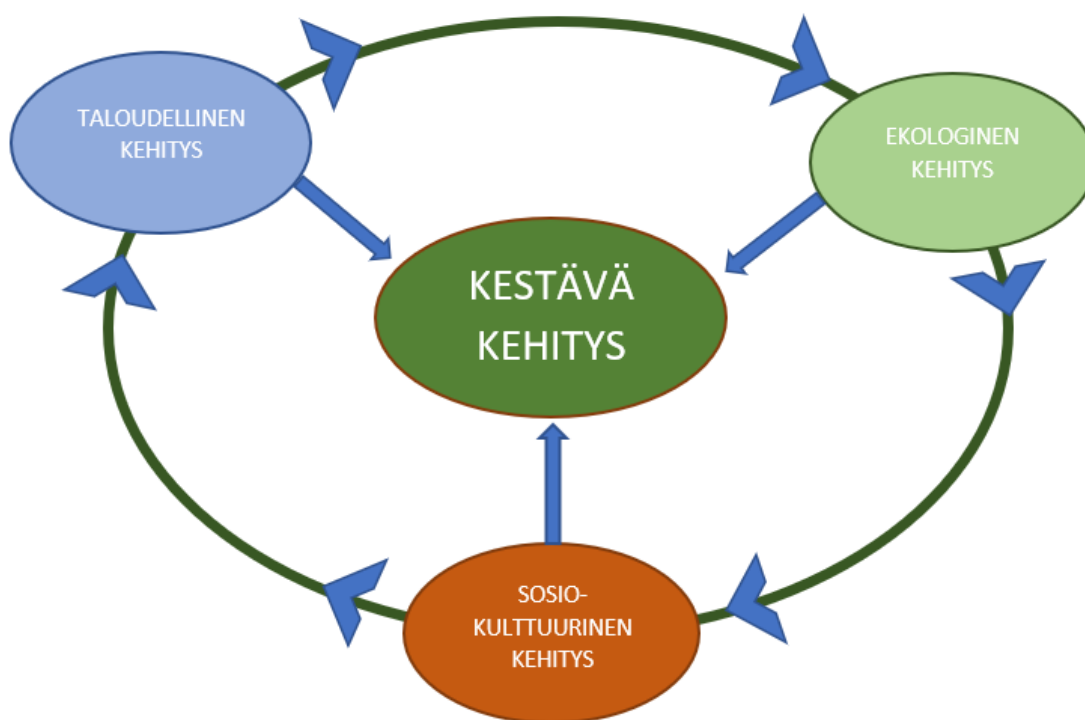 TALOUDELLINEN
KEHITYS
EKOLOGINEN
KEHITYS
KESTÄVÄ
KEHITYS
SOSIO-
KULTTUURINEN
KEHITYS